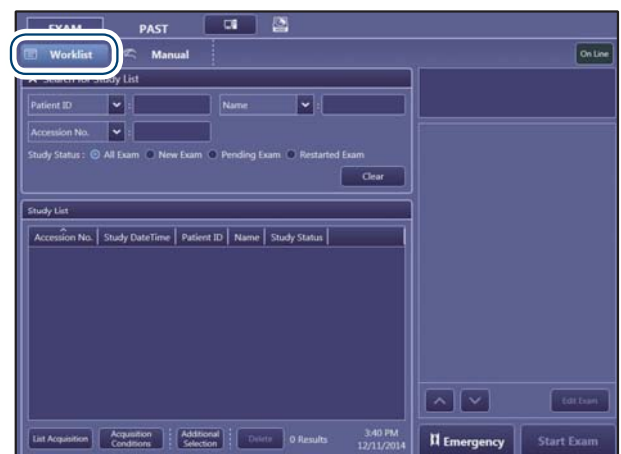 EXAM PAST
Worklist Manual On Line
Search for Study List
Patient ID : Name :
Accession No. :
Study Status : All Exam New Exam Pending Exam Restarted Exam
Clear
Study List
Accession No. Study DateTime Patient ID Name Study Status
Edit Exam
List Acquisition Acquisition Conditions Additional Selection Delete 0 Results 3:40 PM 12/11/2014
Emergency Start Exam